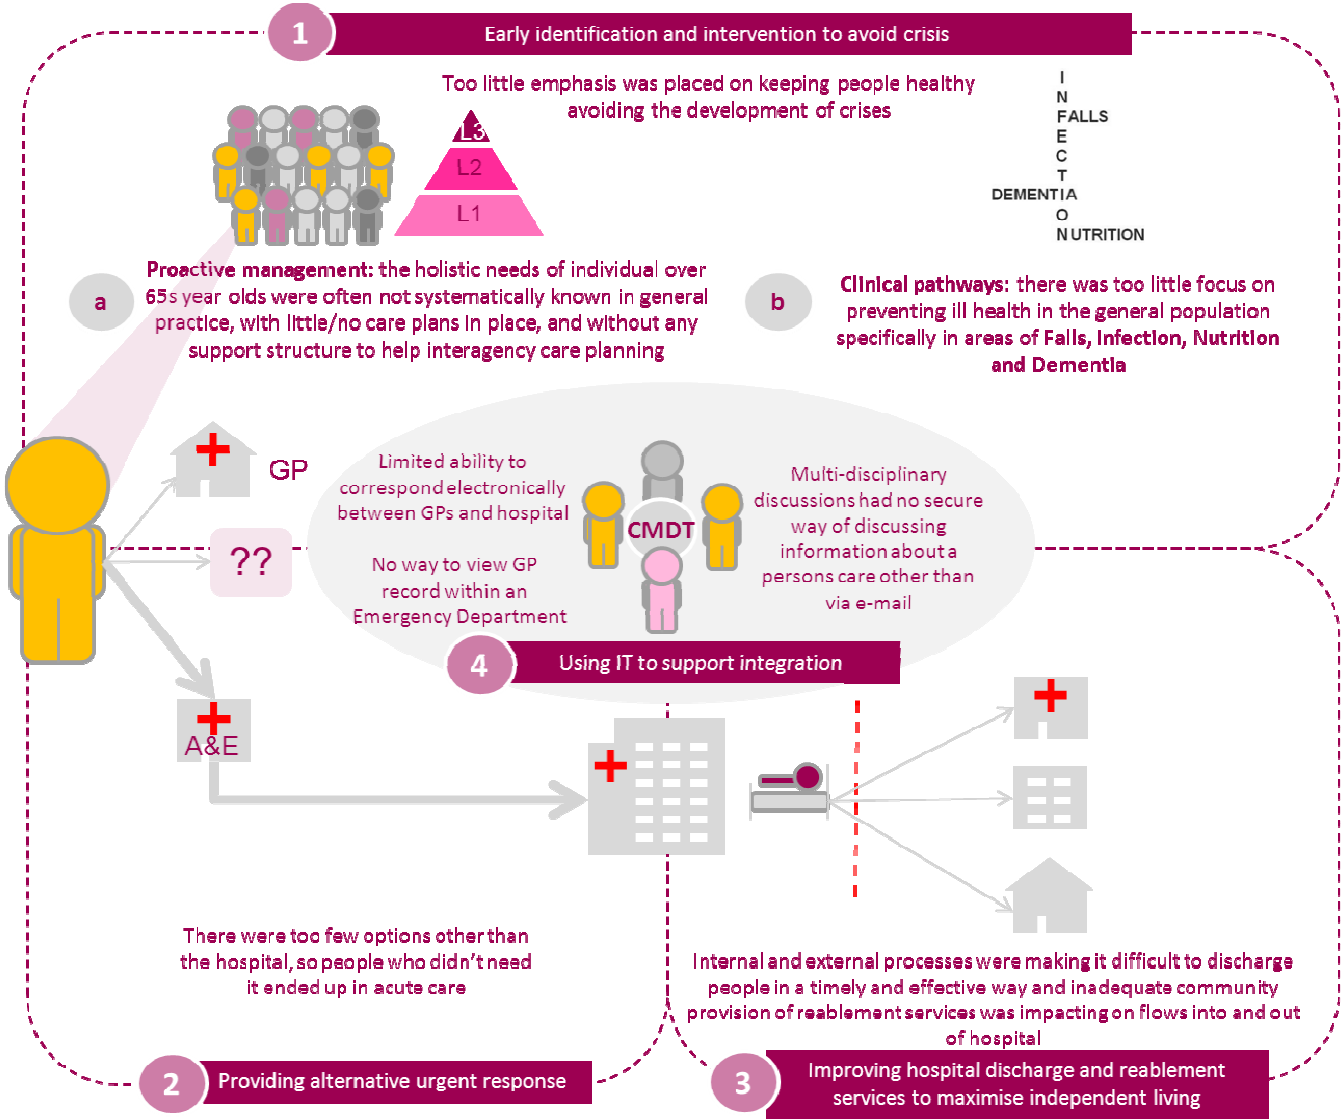 1
Early identification and intervention to avoid crisis
Too little emphasis was placed on keeping people healthy
avoiding the development of crises
L3
L2
L1
INFECTION
FALLS
DEMENTIA
NUTRITION
a
Proactive management: the holistic needs of individual over
65s year olds were often not systematically known in general
practice, with little/no care plans in place, and without any
support structure to help interagency care planning
b
Clinical pathways: there was too little focus on
preventing ill health in the general population
specifically in areas of Falls, Infection, Nutrition
and Dementia
GP
??
A&E
Limited ability to
correspond electronically
between GPs and hospital
No way to view GP
record within an
Emergency Department
CMDT
Multi-disciplinary
discussions had no secure
way of discussing
information about a
persons care other than
via e-mail
4
Using IT to support integration
There were too few options other than
the hospital, so people who didn't need
it ended up in acute care
2
Providing alternative urgent response
Internal and external processes were making it difficult to discharge
people in a timely and effective way and inadequate community
provision of reablement services was impacting on flows into and out
of hospital
3
Improving hospital discharge and reablement
services to maximise independent living